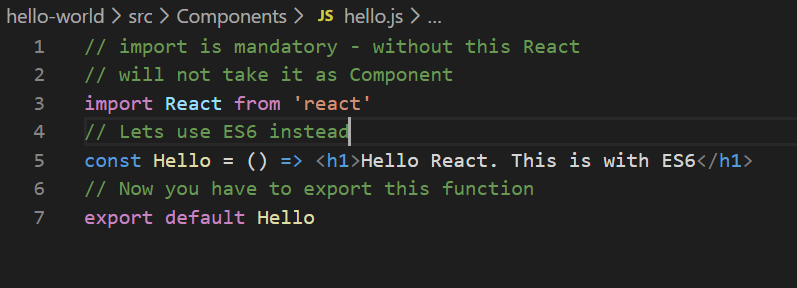 hello-world > src > Components > JS hello.js > ...
1 // import is mandatory - without this React
2 // will not take it as Component
3 import React from 'react'
4 // Lets use ES6 instead
5 const Hello = () => <h1>Hello React. This is with ES6</h1>
6 // Now you have to export this function
7 export default Hello